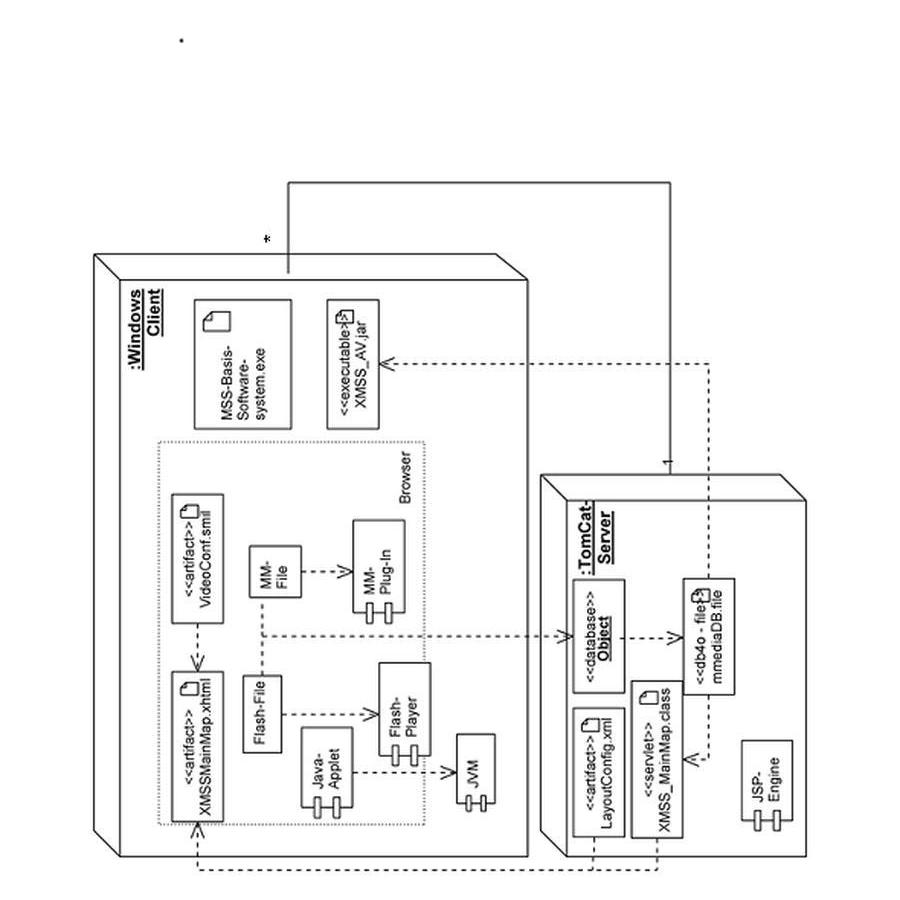 *
:Windows
Client
MSS-Basis-
Software-
system.exe
<<executable>>
XMSS_AV.jar
Browser
<<artifact>>
VideoConf.smil
MM-
File
MM-
Plug-In
<<artifact>>
XMSSMainMap.xhtml
Flash-File
Flash-
Player
Java-
Applet
JVM
1
:TomCat-
Server
<<database>>
Object
<<db4o - file>>
mmediaDB.file
<<artifact>>
LayoutConfig.xml
<<servlet>>
XMSS_MainMap.class
JSP-
Engine